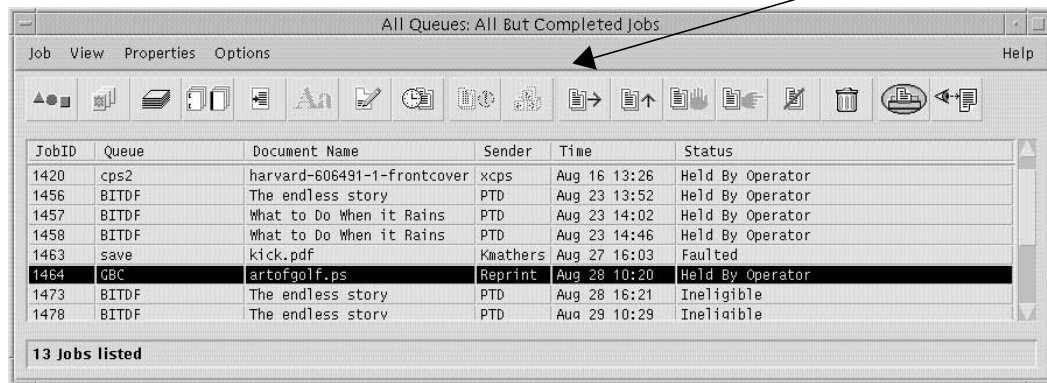 All Queues: All But Completed Jobs
Job View Properties Options Help
JobID Queue Document Name Sender Time Status
1420 cps2 harvard-606491-1-frontcover xcps Aug 16 13:26 Held By Operator
1456 BITDF The endless story PTD Aug 23 13:52 Held By Operator
1457 BITDF What to Do When it Rains PTD Aug 23 14:02 Held By Operator
1458 BITDF What to Do When it Rains PTD Aug 23 14:46 Held By Operator
1463 save kick.pdf Kmathers Aug 27 16:03 Faulted
1464 GBC artofgolf.ps Reprint Aug 28 10:20 Held By Operator
1473 BITDF The endless story PTD Aug 28 16:21 Ineligible
1478 BITDF The endless story PTD Aug 29 10:29 Ineligible
13 Jobs listed